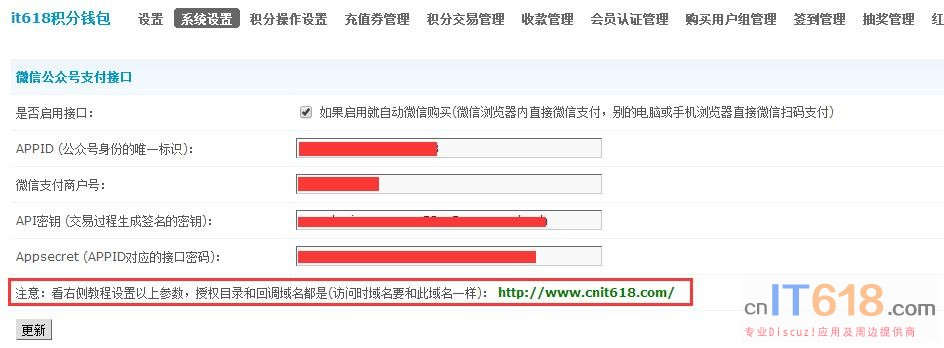 it618积分钱包 设置 系统设置 积分操作设置 充值券管理 积分交易管理 收款管理 会员认证管理 购买用户组管理 签到管理 抽奖管理 红
微信公众号支付接口
是否启用接口： 如果启用就自动微信购买(微信浏览器内直接微信支付，别的电脑或手机浏览器直接微信扫码支付)
APPID (公众号身份的唯一标识)：
微信支付商户号：
API密钥 (交易过程生成签名的密钥)：
Appsecret (APPID对应的接口密码)：
注意：看右侧教程设置以上参数，授权目录和回调域名都是(访问时域名要和此域名一样)： http://www.cnit618.com/
更新
cnIT618.com
专业Discuz!应用及周边提供商